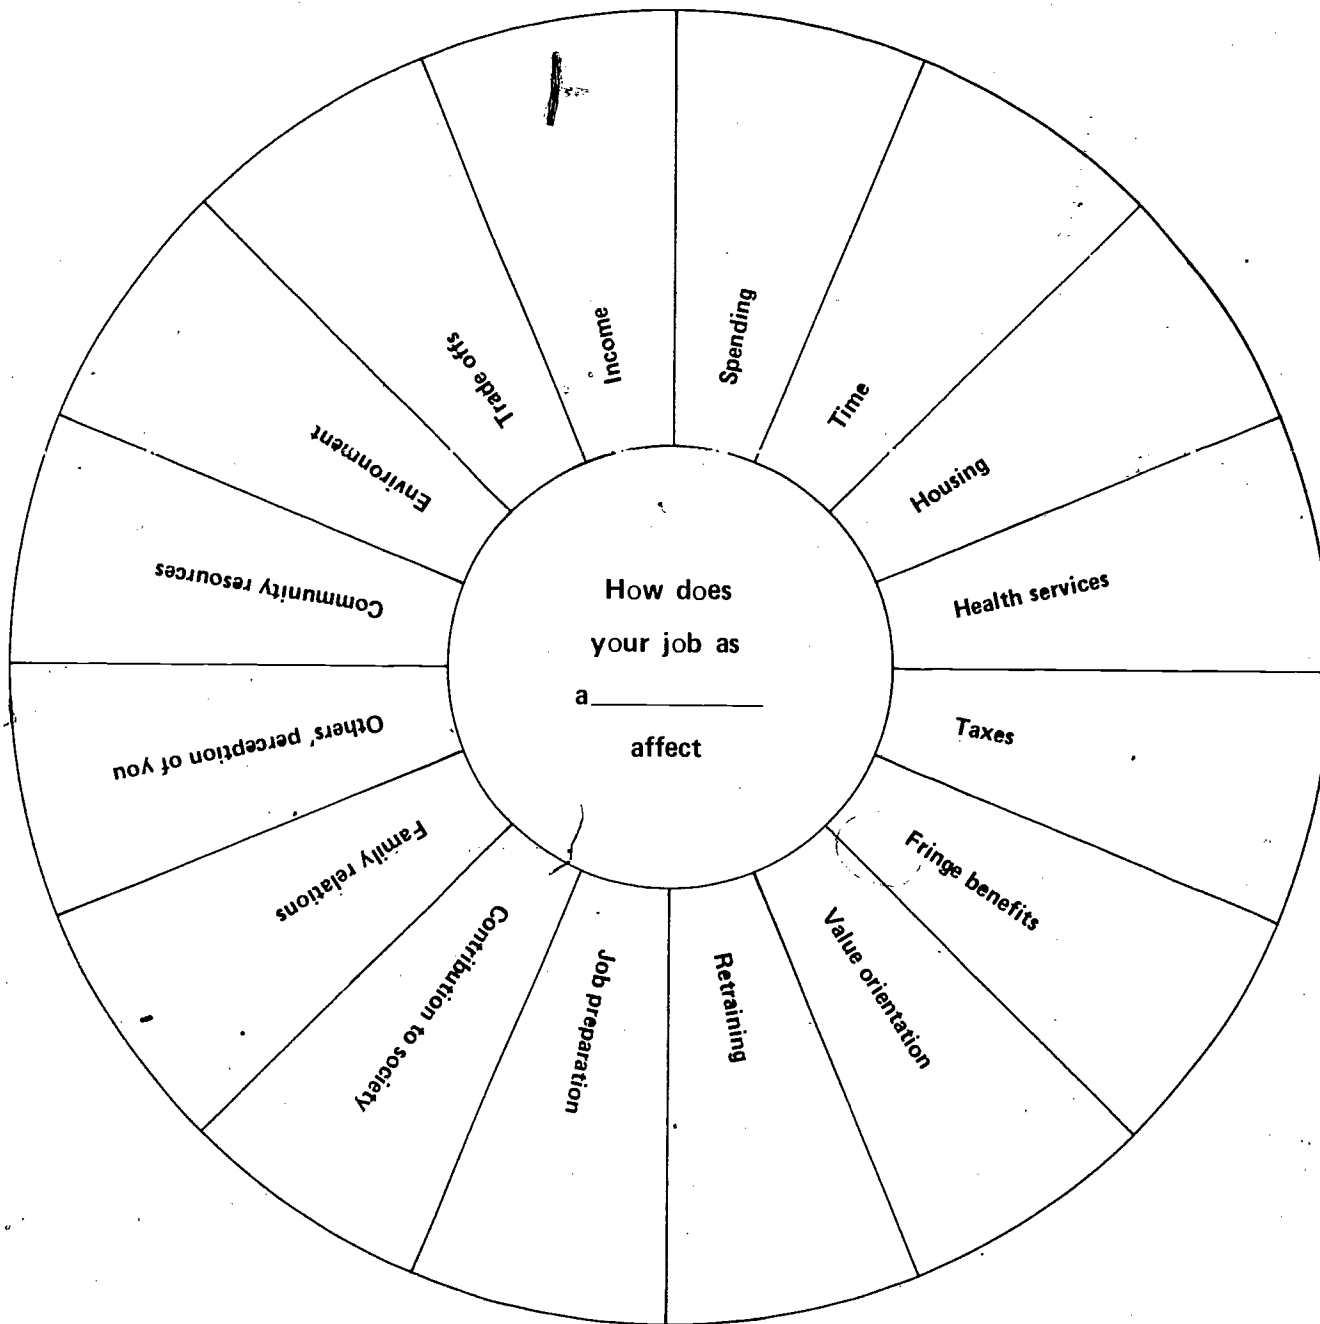 How does
your job as
a
affect
Income
Spending
Time
Housing
Health services
Taxes
Fringe benefits
Value orientation
Retraining
Job preparation
Contribution to society
Family relations
Others' perception of you
Community resources
Environment
Trade offs